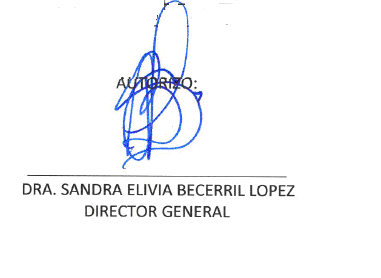 AUTORIZO:
DRA. SANDRA ELIVIA BECERRIL LOPEZ
DIRECTOR GENERAL